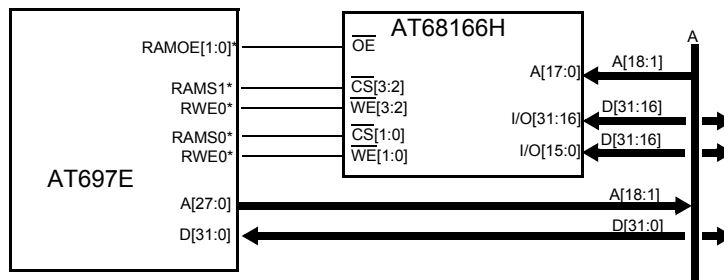 AT68166H
A
RAMOE[1:0]*
OE
A[18:1]
A[17:0]
RAMS1*
CS[3:2]
RWE0*
WE[3:2]
I/O[31:16]
D[31:16]
RAMS0*
CS[1:0]
D[31:16]
RWE0*
WE[1:0]
I/O[15:0]
AT697E
A[27:0]
A[18:1]
D[31:0]
D[31:0]